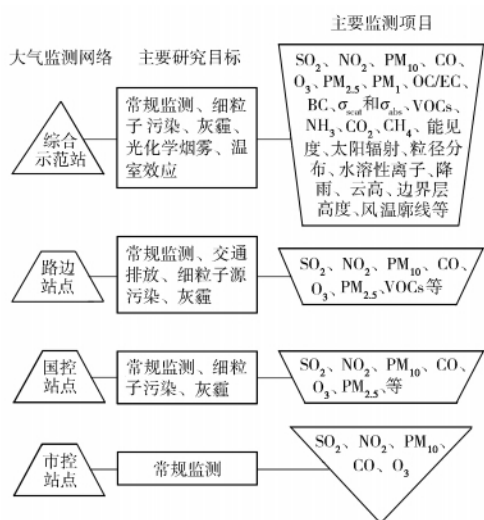 主要监测项目
大气监测网络
主要研究目标
综合
示范站
常规监测、细粒
子污染、灰霾、
光化学烟雾、温
室效应
SO₂、NO₂、PM₁₀、CO、
O₃、PM₂.₅、PM₁、OC/EC、
BC、σscat和σabs、VOCs、
NH₃、CO₂、CH₄、能见
度、太阳辐射、粒径分
布、水溶性离子、降
雨、云高、边界层
高度、风温廓线等
路边
站点
常规监测、交通
排放、细粒子源
污染、灰霾
SO₂、NO₂、PM₁₀、CO、
O₃、PM₂.₅、VOCs等
国控
站点
常规监测、细粒
子污染、灰霾
SO₂、NO₂、PM₁₀、CO、
O₃、PM₂.₅、等
市控
站点
常规监测
SO₂、NO₂、PM₁₀、
CO、O₃